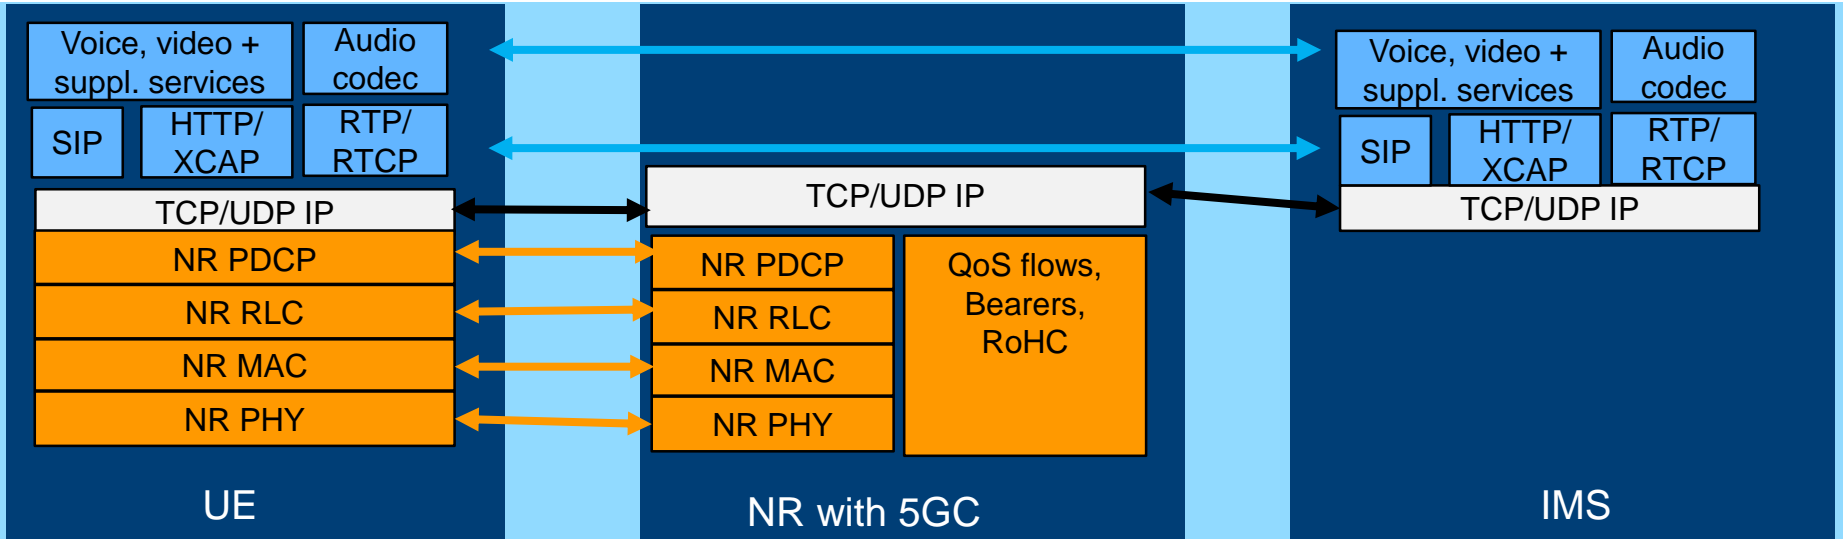 Voice, video +
suppl. services
Audio
codec
SIP
HTTP/
XCAP
RTP/
RTCP
TCP/UDP IP
NR PDCP
NR RLC
NR MAC
NR PHY
UE
TCP/UDP IP
NR PDCP
NR RLC
NR MAC
NR PHY
QoS flows,
Bearers,
RoHC
NR with 5GC
Voice, video +
suppl. services
Audio
codec
SIP
HTTP/
XCAP
RTP/
RTCP
TCP/UDP IP
IMS